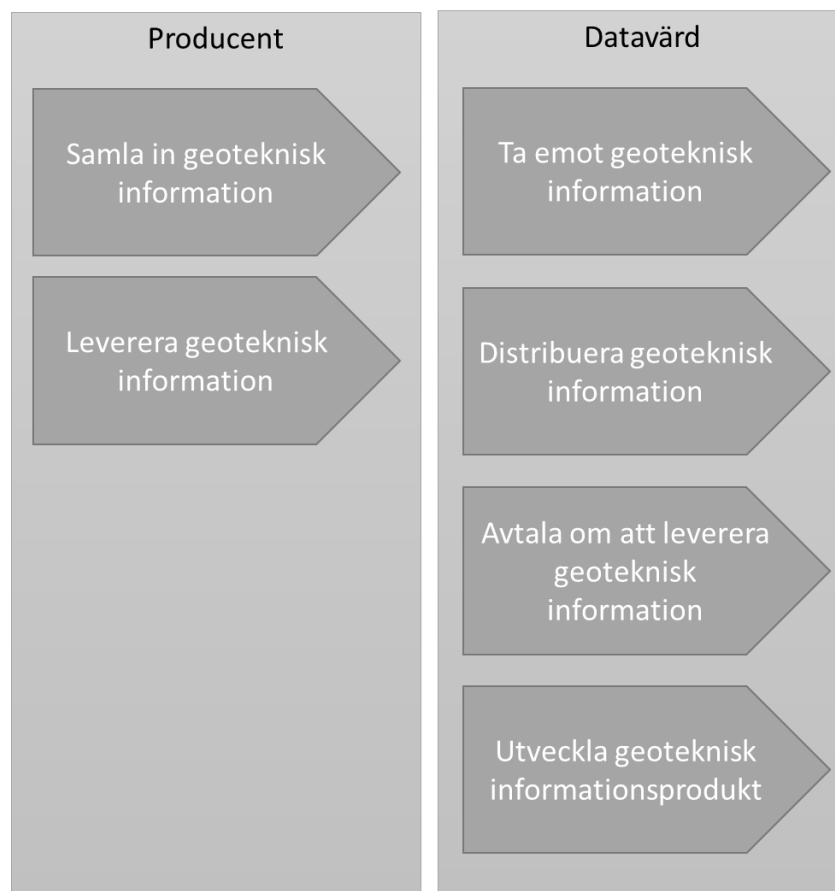 Producent
Samla in geoteknisk
information
Leverera geoteknisk
information
Datavärd
Ta emot geoteknisk
information
Distribuera geoteknisk
information
Avtala om att leverera
geoteknisk
information
Utveckla geoteknisk
informationsprodukt